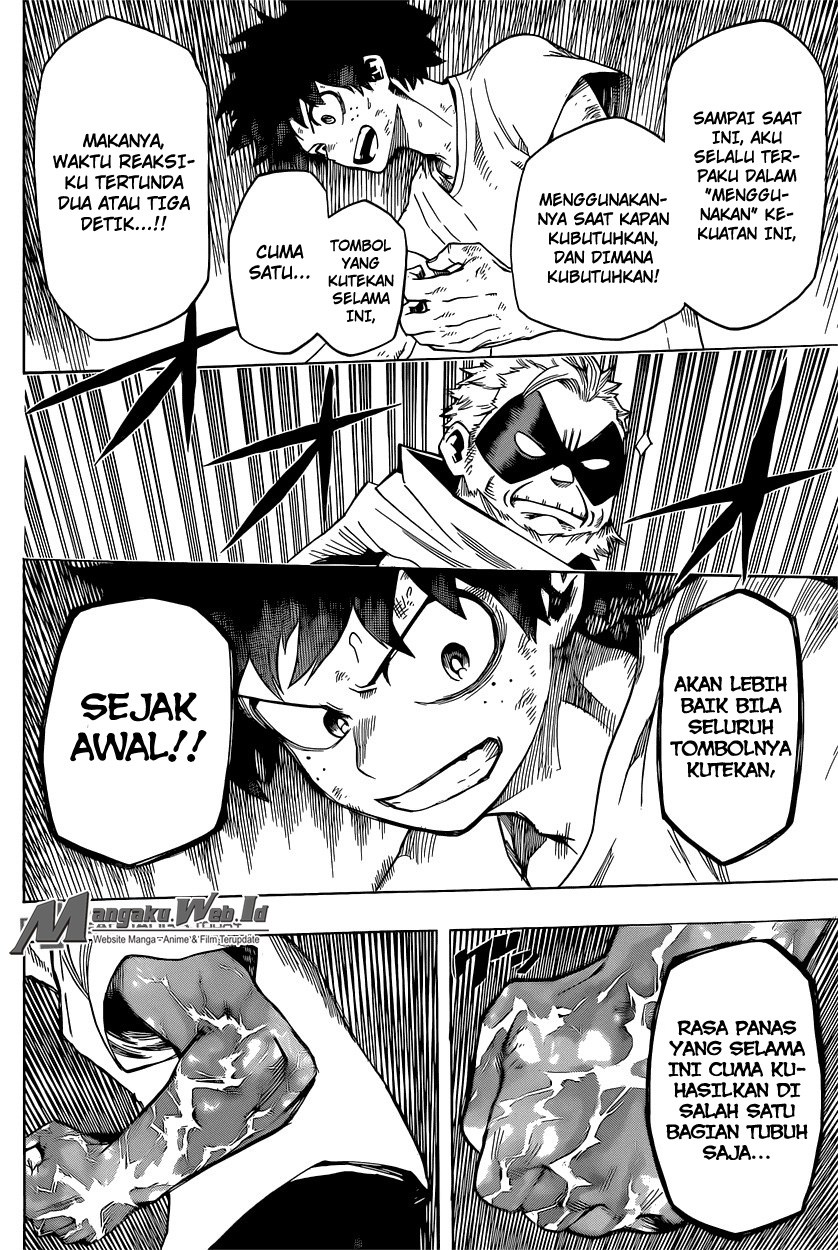 SAMPAI SAAT
INI, AKU
SELALU TER-
PAKU DALAM
"MENGGU-
NAKAN" KE-
KUATAN INI,
MENGGUNAKAN-
NYA SAAT KAPAN
KUBUTUHKAN,
DAN DIMANA
KUBUTUHKAN!
TOMBOL
YANG
KUTEKAN
SELAMA
INI,
CUMA
SATU...
MAKANYA,
WAKTU REAKSI-
KU TERTUNDA
DUA ATAU TIGA
DETIK...!!
AKAN LEBIH
BAIK BILA
SELURUH
TOMBOLNYA
KUTEKAN,
SEJAK
AWAL!!
Mangaku.Web.Id
Website Manga-Anime & Film Terupdate
RASA PANAS
YANG SELAMA
INI CUMA KU-
HASILKAN DI
SALAH SATU
BAGIAN TUBUH
SAJA...